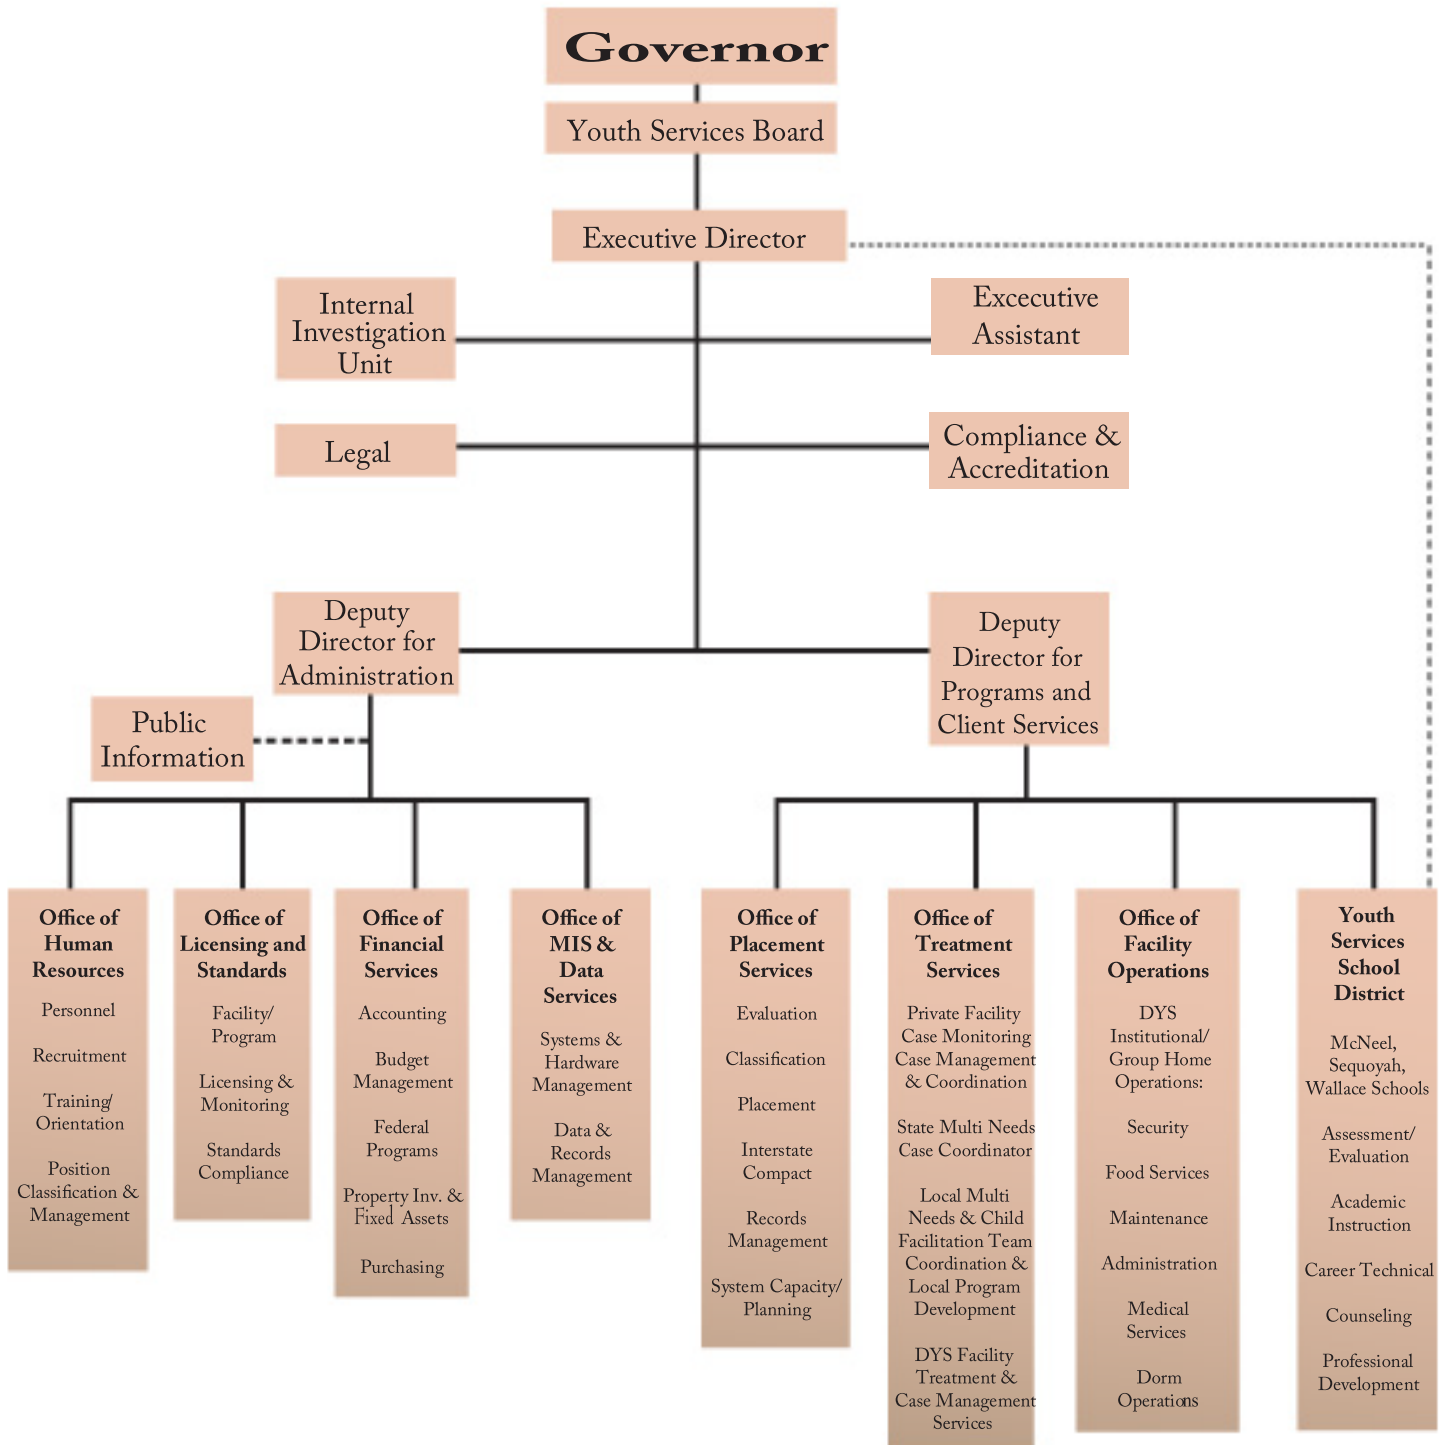 Governor
Youth Services Board
Executive Director
Internal
Investigation
Unit
Excecutive
Assistant
Legal
Compliance &
Accreditation
Deputy
Director for
Administration
Deputy
Director for
Programs and
Client Services
Public
Information
Office of
Human
Resources
Personnel
Recruitment
Training/
Orientation
Position
Classification &
Management
Office of
Licensing and
Standards
Facility/
Program
Licensing &
Monitoring
Standards
Compliance
Office of
Financial
Services
Accounting
Budget
Management
Federal
Programs
Property Inv. &
Fixed Assets
Purchasing
Office of
MIS &
Data
Services
Systems &
Hardware
Management
Data &
Records
Management
Office of
Placement
Services
Evaluation
Classification
Placement
Interstate
Compact
Records
Management
System Capacity/
Planning
Office of
Treatment
Services
Private Facility
Case Monitoring
Case Management
& Coordination
State Multi Needs
Case Coordinator
Local Multi
Needs & Child
Facilitation Team
Coordination &
Local Program
Development
DYS Facility
Treatment &
Case Management
Services
Office of
Facility
Operations
DYS
Institutional/
Group Home
Operations:
Security
Food Services
Maintenance
Administration
Medical
Services
Dorm
Operations
Youth
Services
School
District
McNeel,
Sequoyah,
Wallace Schools
Assessment/
Evaluation
Academic
Instruction
Career Technical
Counseling
Professional
Development